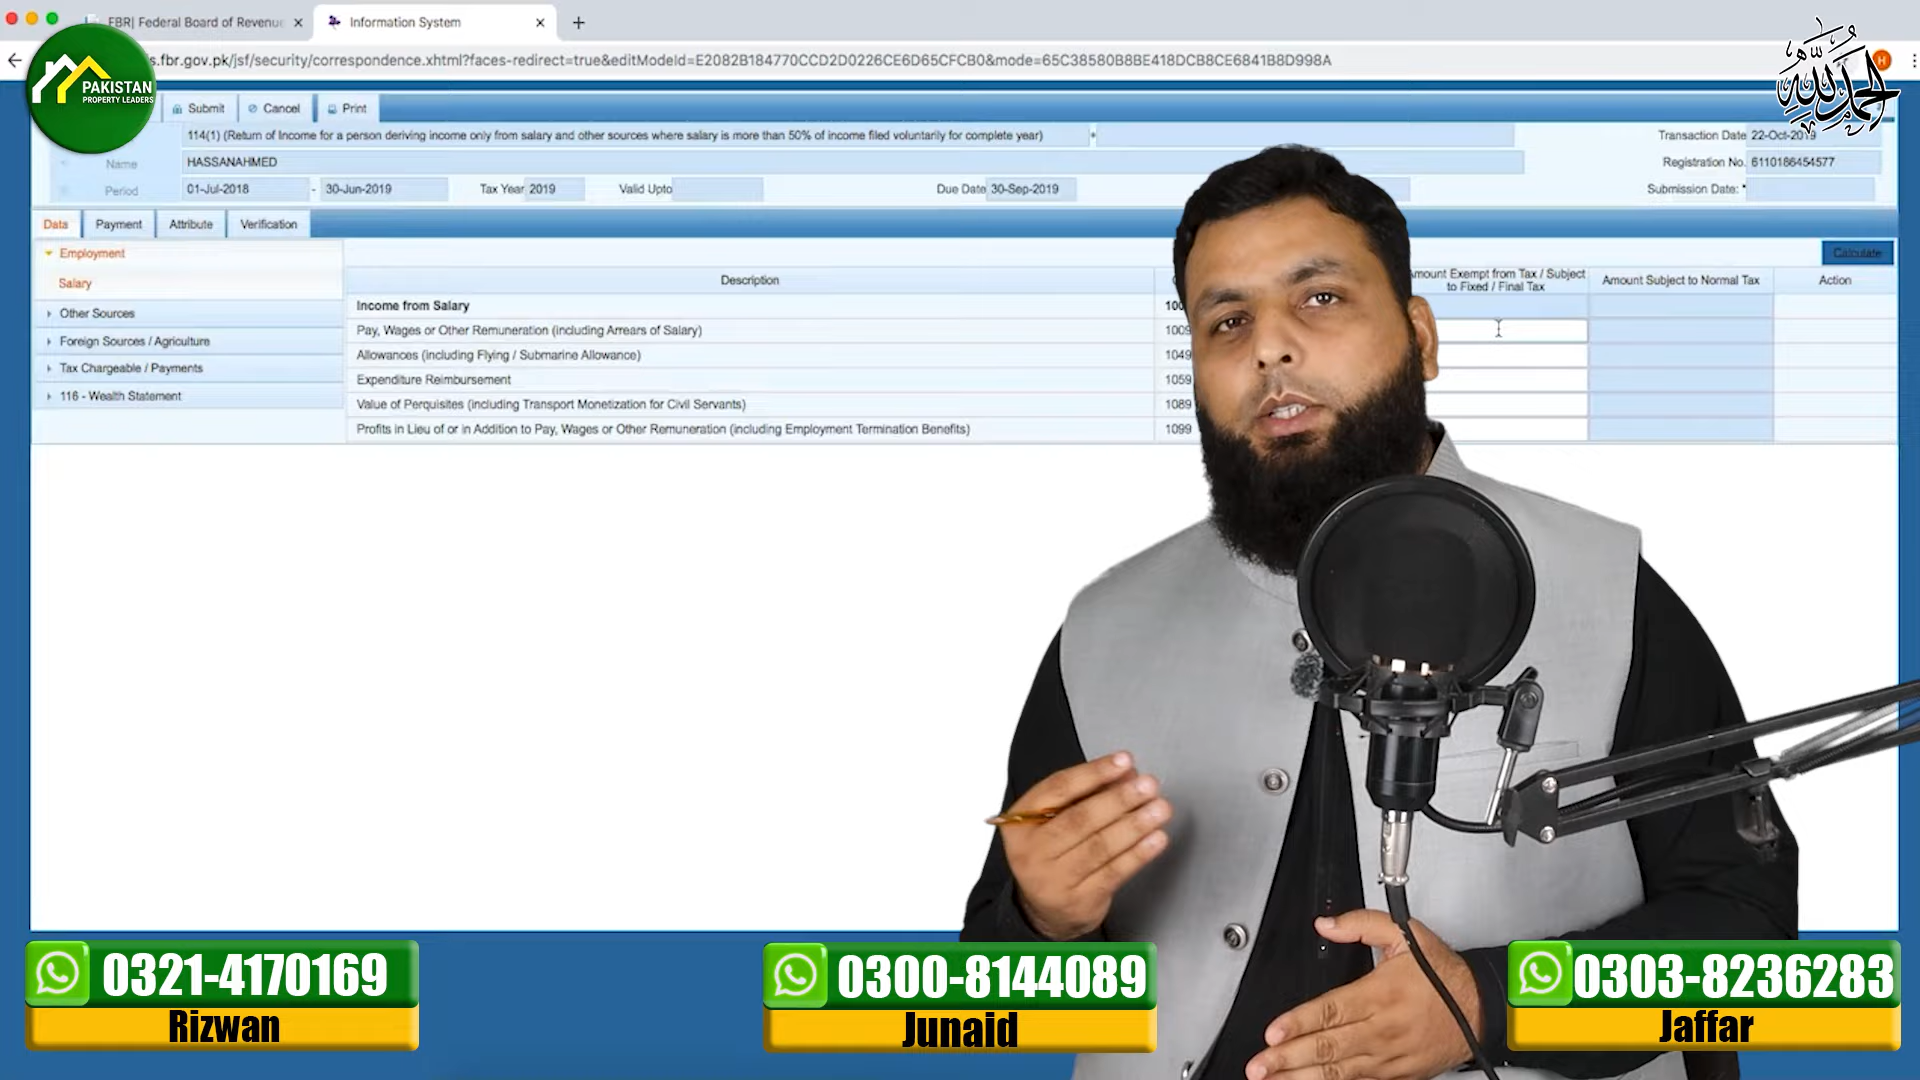 FBR| Federal Board of Revenue
Information System
s.fbr.gov.pk/jsf/security/correspondence.xhtml?faces-redirect=true&editModeId=E2082B184770CCD2D0226CE6D65CFCB0&mode=65C38580B8BE418DCB8CE6841B8D998A
H
الحمدلله
PAKISTAN
PROPERTY LEADERS
Submit Cancel Print
114(1) (Return of Income for a person deriving income only from salary and other sources where salary is more than 50% of income filed voluntarily for complete year) * Transaction Date 22-Oct-2019
Name HASSANAHMED Registration No. 6110186454577
Period 01-Jul-2018 - 30-Jun-2019 Tax Year 2019 Valid Upto Due Date 30-Sep-2019 Submission Date: *
Data Payment Attribute Verification
Employment
Calculate
Salary
Other Sources
Foreign Sources / Agriculture
Tax Chargeable / Payments
116 - Wealth Statement
Description
Amount Exempt from Tax / Subject
to Fixed / Final Tax
Amount Subject to Normal Tax
Action
Income from Salary 100
Pay, Wages or Other Remuneration (including Arrears of Salary) 1009
Allowances (including Flying / Submarine Allowance) 1049
Expenditure Reimbursement 1059
Value of Perquisites (including Transport Monetization for Civil Servants) 1089
Profits in Lieu of or in Addition to Pay, Wages or Other Remuneration (including Employment Termination Benefits) 1099
0321-4170169
Rizwan
0300-8144089
Junaid
0303-8236283
Jaffar